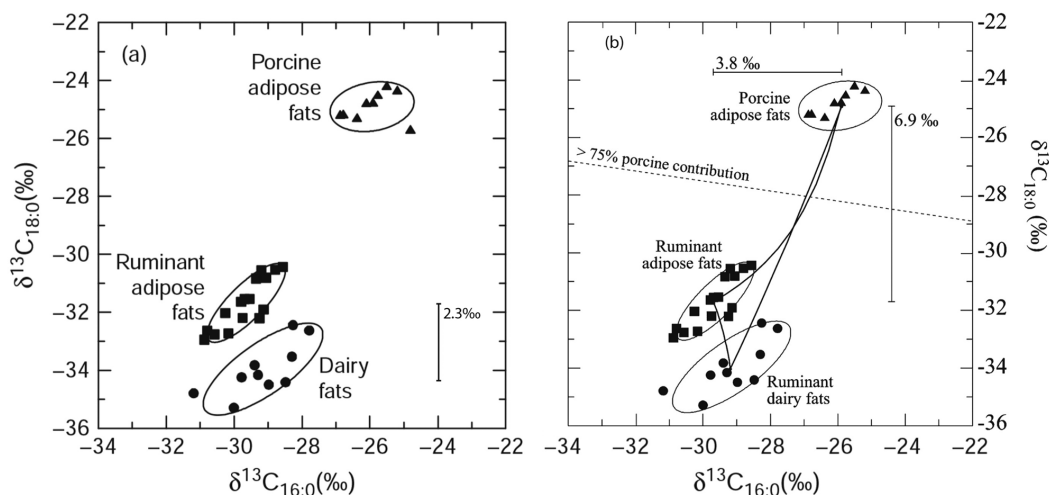 (a)
Porcine
adipose
fats
Ruminant
adipose
fats
Dairy
fats
2.3‰
−22
−24
−26
−28
−30
−32
−34
−36
δ¹³C18:0(‰)
−34 −32 −30 −28 −26 −24 −22
δ¹³C16:0(‰)
(b)
3.8 ‰
Porcine
adipose fats
6.9 ‰
> 75% porcine contribution
Ruminant
adipose fats
Ruminant
dairy fats
-22
-24
-26
-28
-30
-32
-34
-36
δ¹³C18:0 (‰)
−34 −32 −30 −28 −26 −24 −22
δ¹³C16:0(‰)